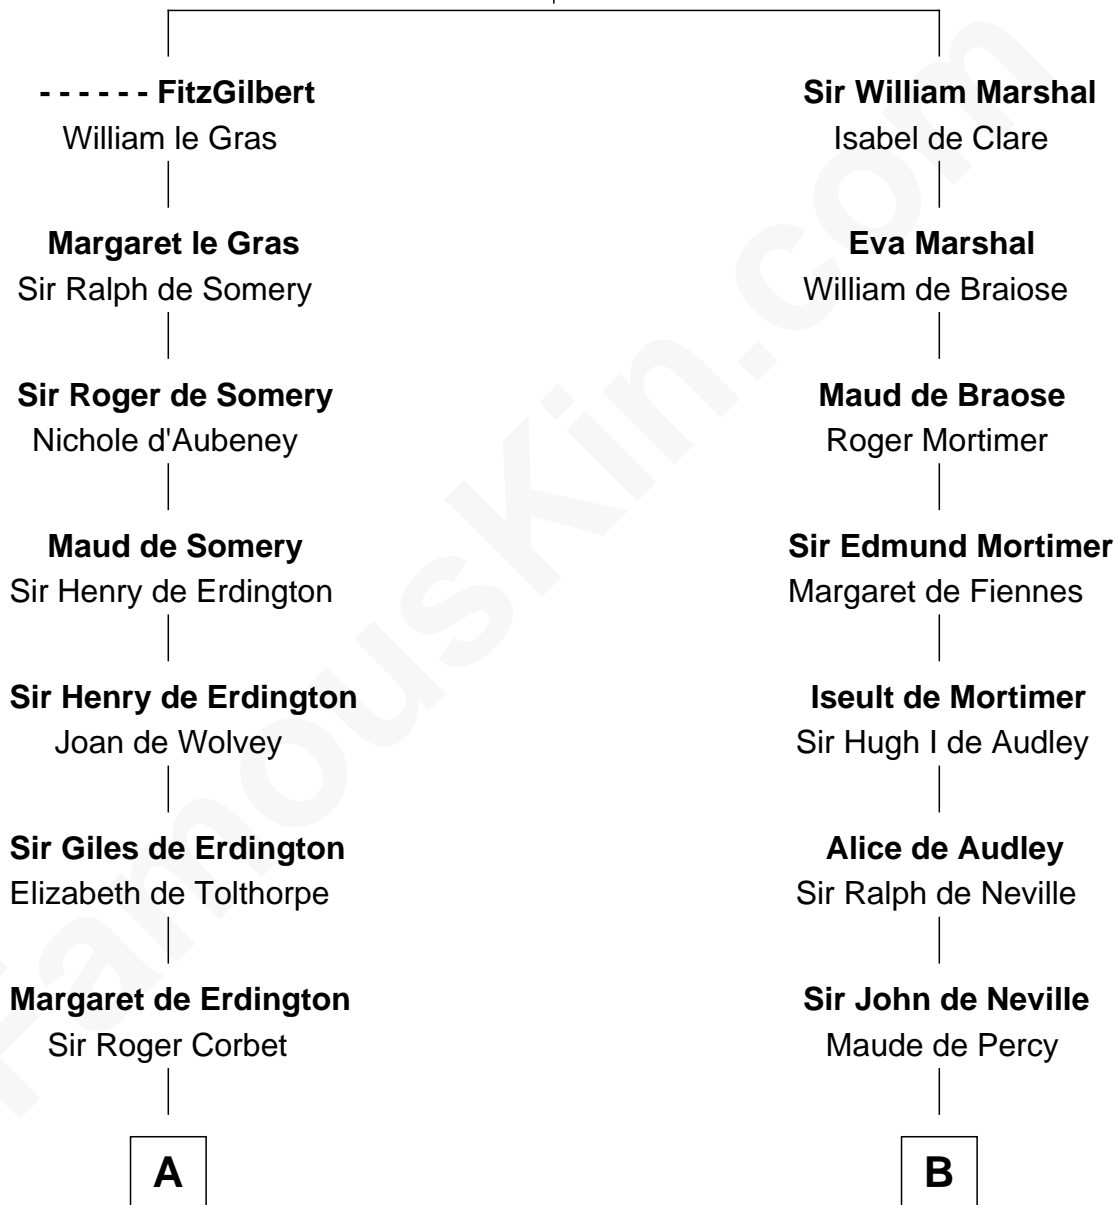 - - - - - - FitzGilbert
William le Gras
Margaret le Gras
Sir Ralph de Somery
Sir Roger de Somery
Nichole d'Aubeney
Maud de Somery
Sir Henry de Erdington
Sir Henry de Erdington
Joan de Wolvey
Sir Giles de Erdington
Elizabeth de Tolthorpe
Margaret de Erdington
Sir Roger Corbet
A
Sir William Marshal
Isabel de Clare
Eva Marshal
William de Braiose
Maud de Braose
Roger Mortimer
Sir Edmund Mortimer
Margaret de Fiennes
Iseult de Mortimer
Sir Hugh I de Audley
Alice de Audley
Sir Ralph de Neville
Sir John de Neville
Maude de Percy
B
FamousKin.com